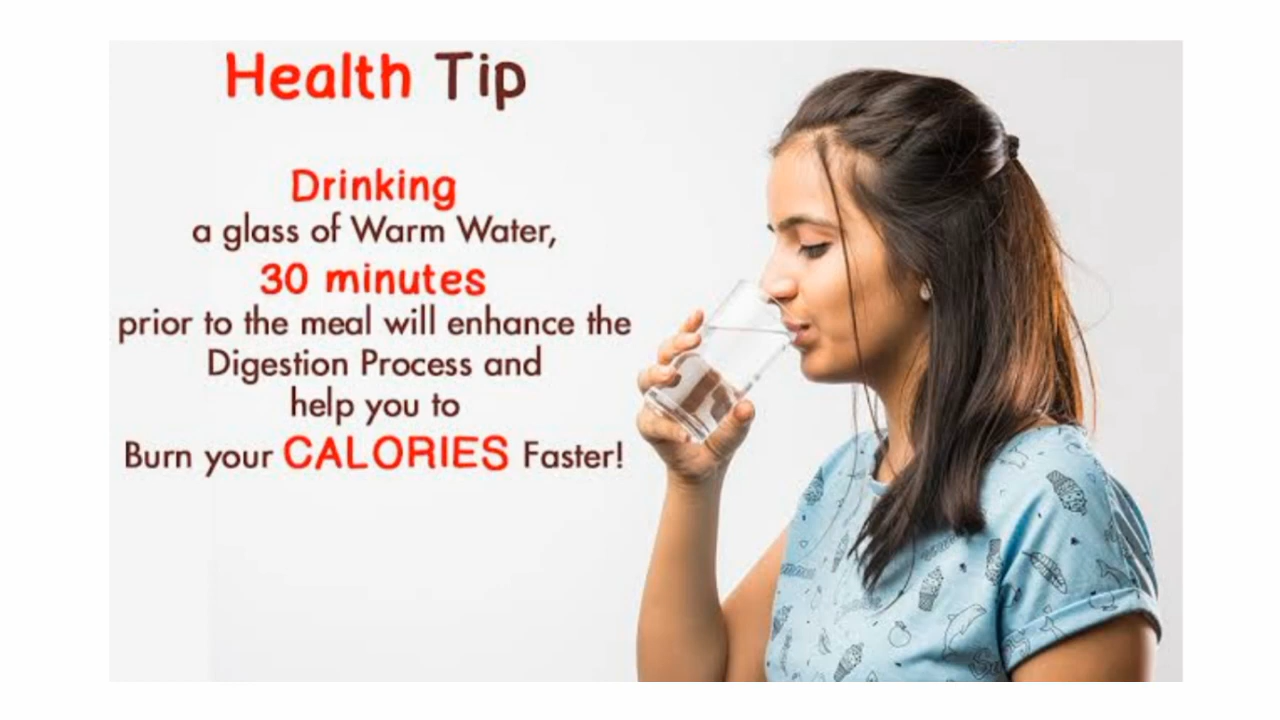 Health Tip
Drinking
a glass of Warm Water,
30 minutes
prior to the meal will enhance the
Digestion Process and
help you to
Burn your CALORIES Faster!